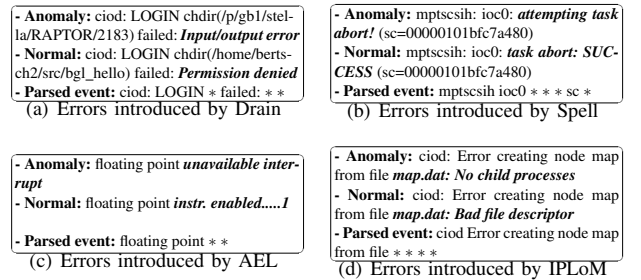 - Anomaly: ciod: LOGIN chdir(/p/gb1/stel-
la/RAPTOR/2183) failed: Input/output error
- Normal: ciod: LOGIN chdir(/home/berts-
ch2/src/bgl_hello) failed: Permission denied
- Parsed event: ciod: LOGIN * failed: * *
(a) Errors introduced by Drain
- Anomaly: mptscsih: ioc0: attempting task
abort! (sc=00000101bfc7a480)
- Normal: mptscsih: ioc0: task abort: SUC-
CESS (sc=00000101bfc7a480)
- Parsed event: mptscsih ioc0 * * * sc *
(b) Errors introduced by Spell
- Anomaly: floating point unavailable inter-
rupt
- Normal: floating point instr. enabled.....1
- Parsed event: floating point * *
(c) Errors introduced by AEL
- Anomaly: ciod: Error creating node map
from file map.dat: No child processes
- Normal: ciod: Error creating node map
from file map.dat: Bad file descriptor
- Parsed event: ciod Error creating node map
from file * * * *
(d) Errors introduced by IPLoM